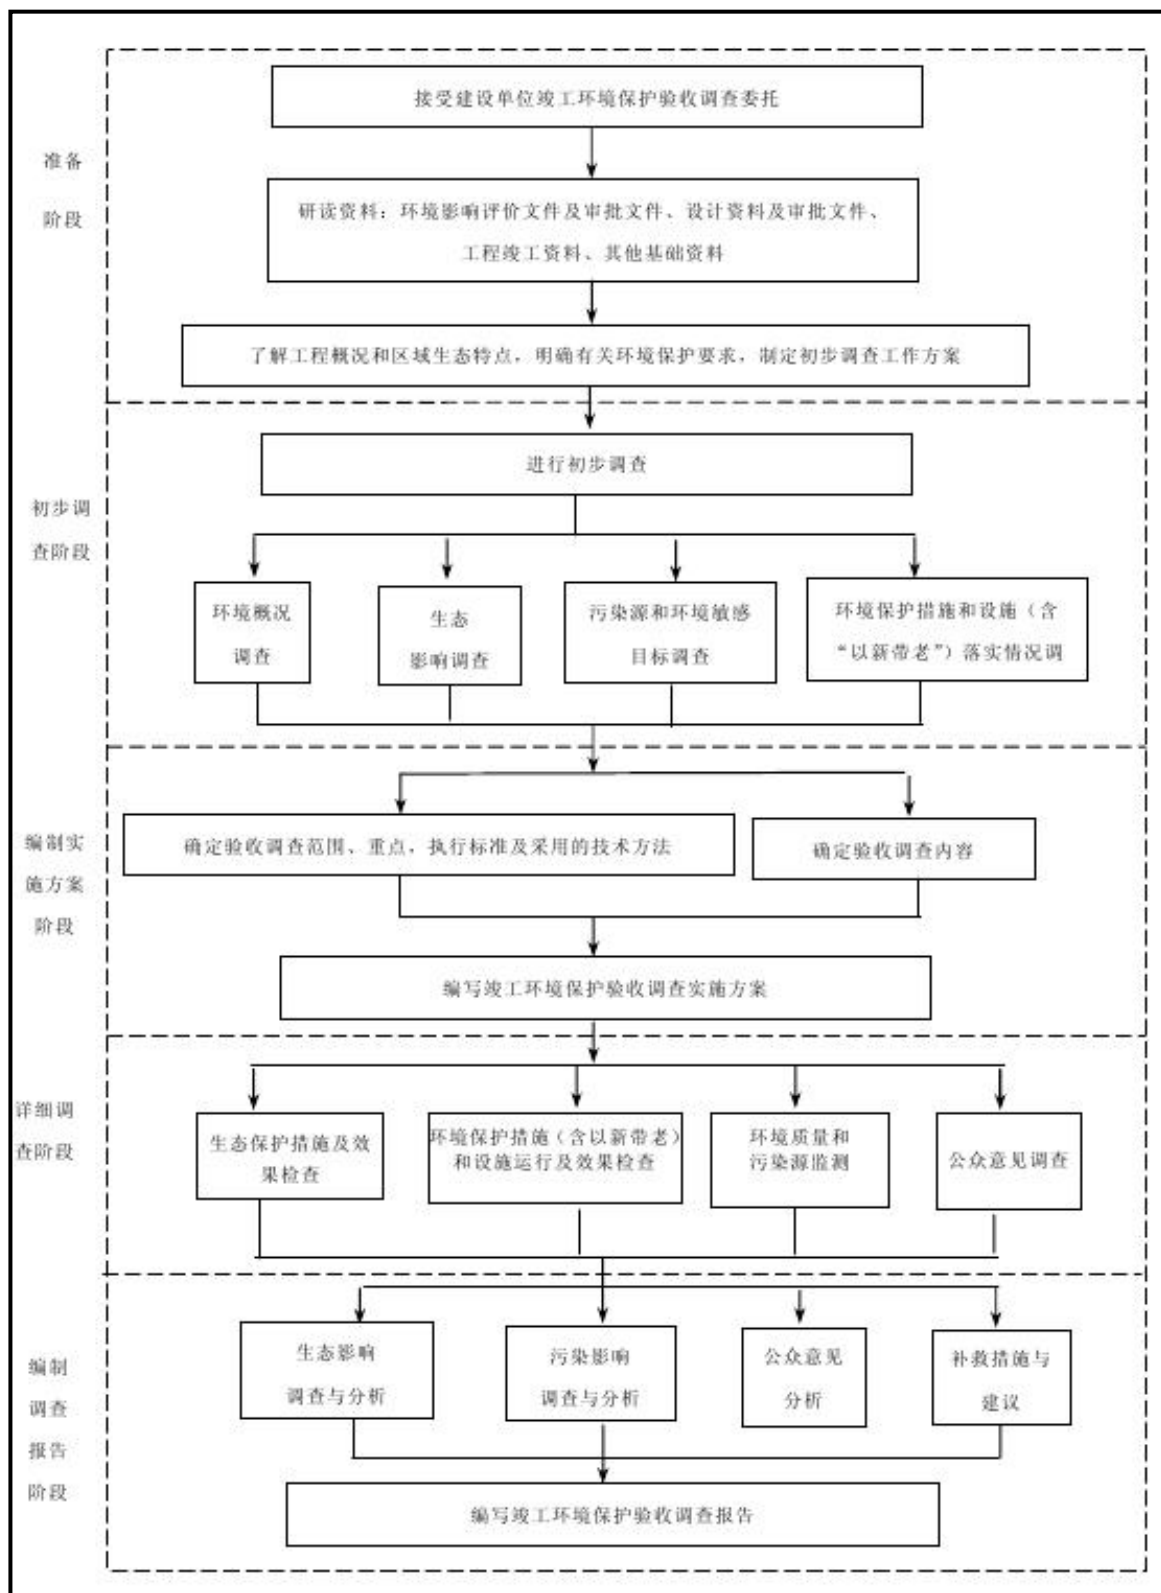 接受建设单位竣工环境保护验收调查委托
准备
阶段
研读资料：环境影响评价文件及审批文件、设计资料及审批文件、
工程竣工资料、其他基础资料
了解工程概况和区域生态特点，明确有关环境保护要求，制定初步调查工作方案
进行初步调查
初步调
查阶段
环境概况
调查
生态
影响调查
污染源和环境敏感
目标调查
环境保护措施和设施（含
“以新带老”）落实情况调
编制实
施方案
阶段
确定验收调查范围、重点，执行标准及采用的技术方法
确定验收调查内容
编写竣工环境保护验收调查实施方案
详细调
查阶段
生态保护措施及效
果检查
环境保护措施（含以新带老）
和设施运行及效果检查
环境质量和
污染源监测
公众意见调查
编制
调查
报告
阶段
生态影响
调查与分析
污染影响
调查与分析
公众意见
分析
补救措施与
建议
编写竣工环境保护验收调查报告